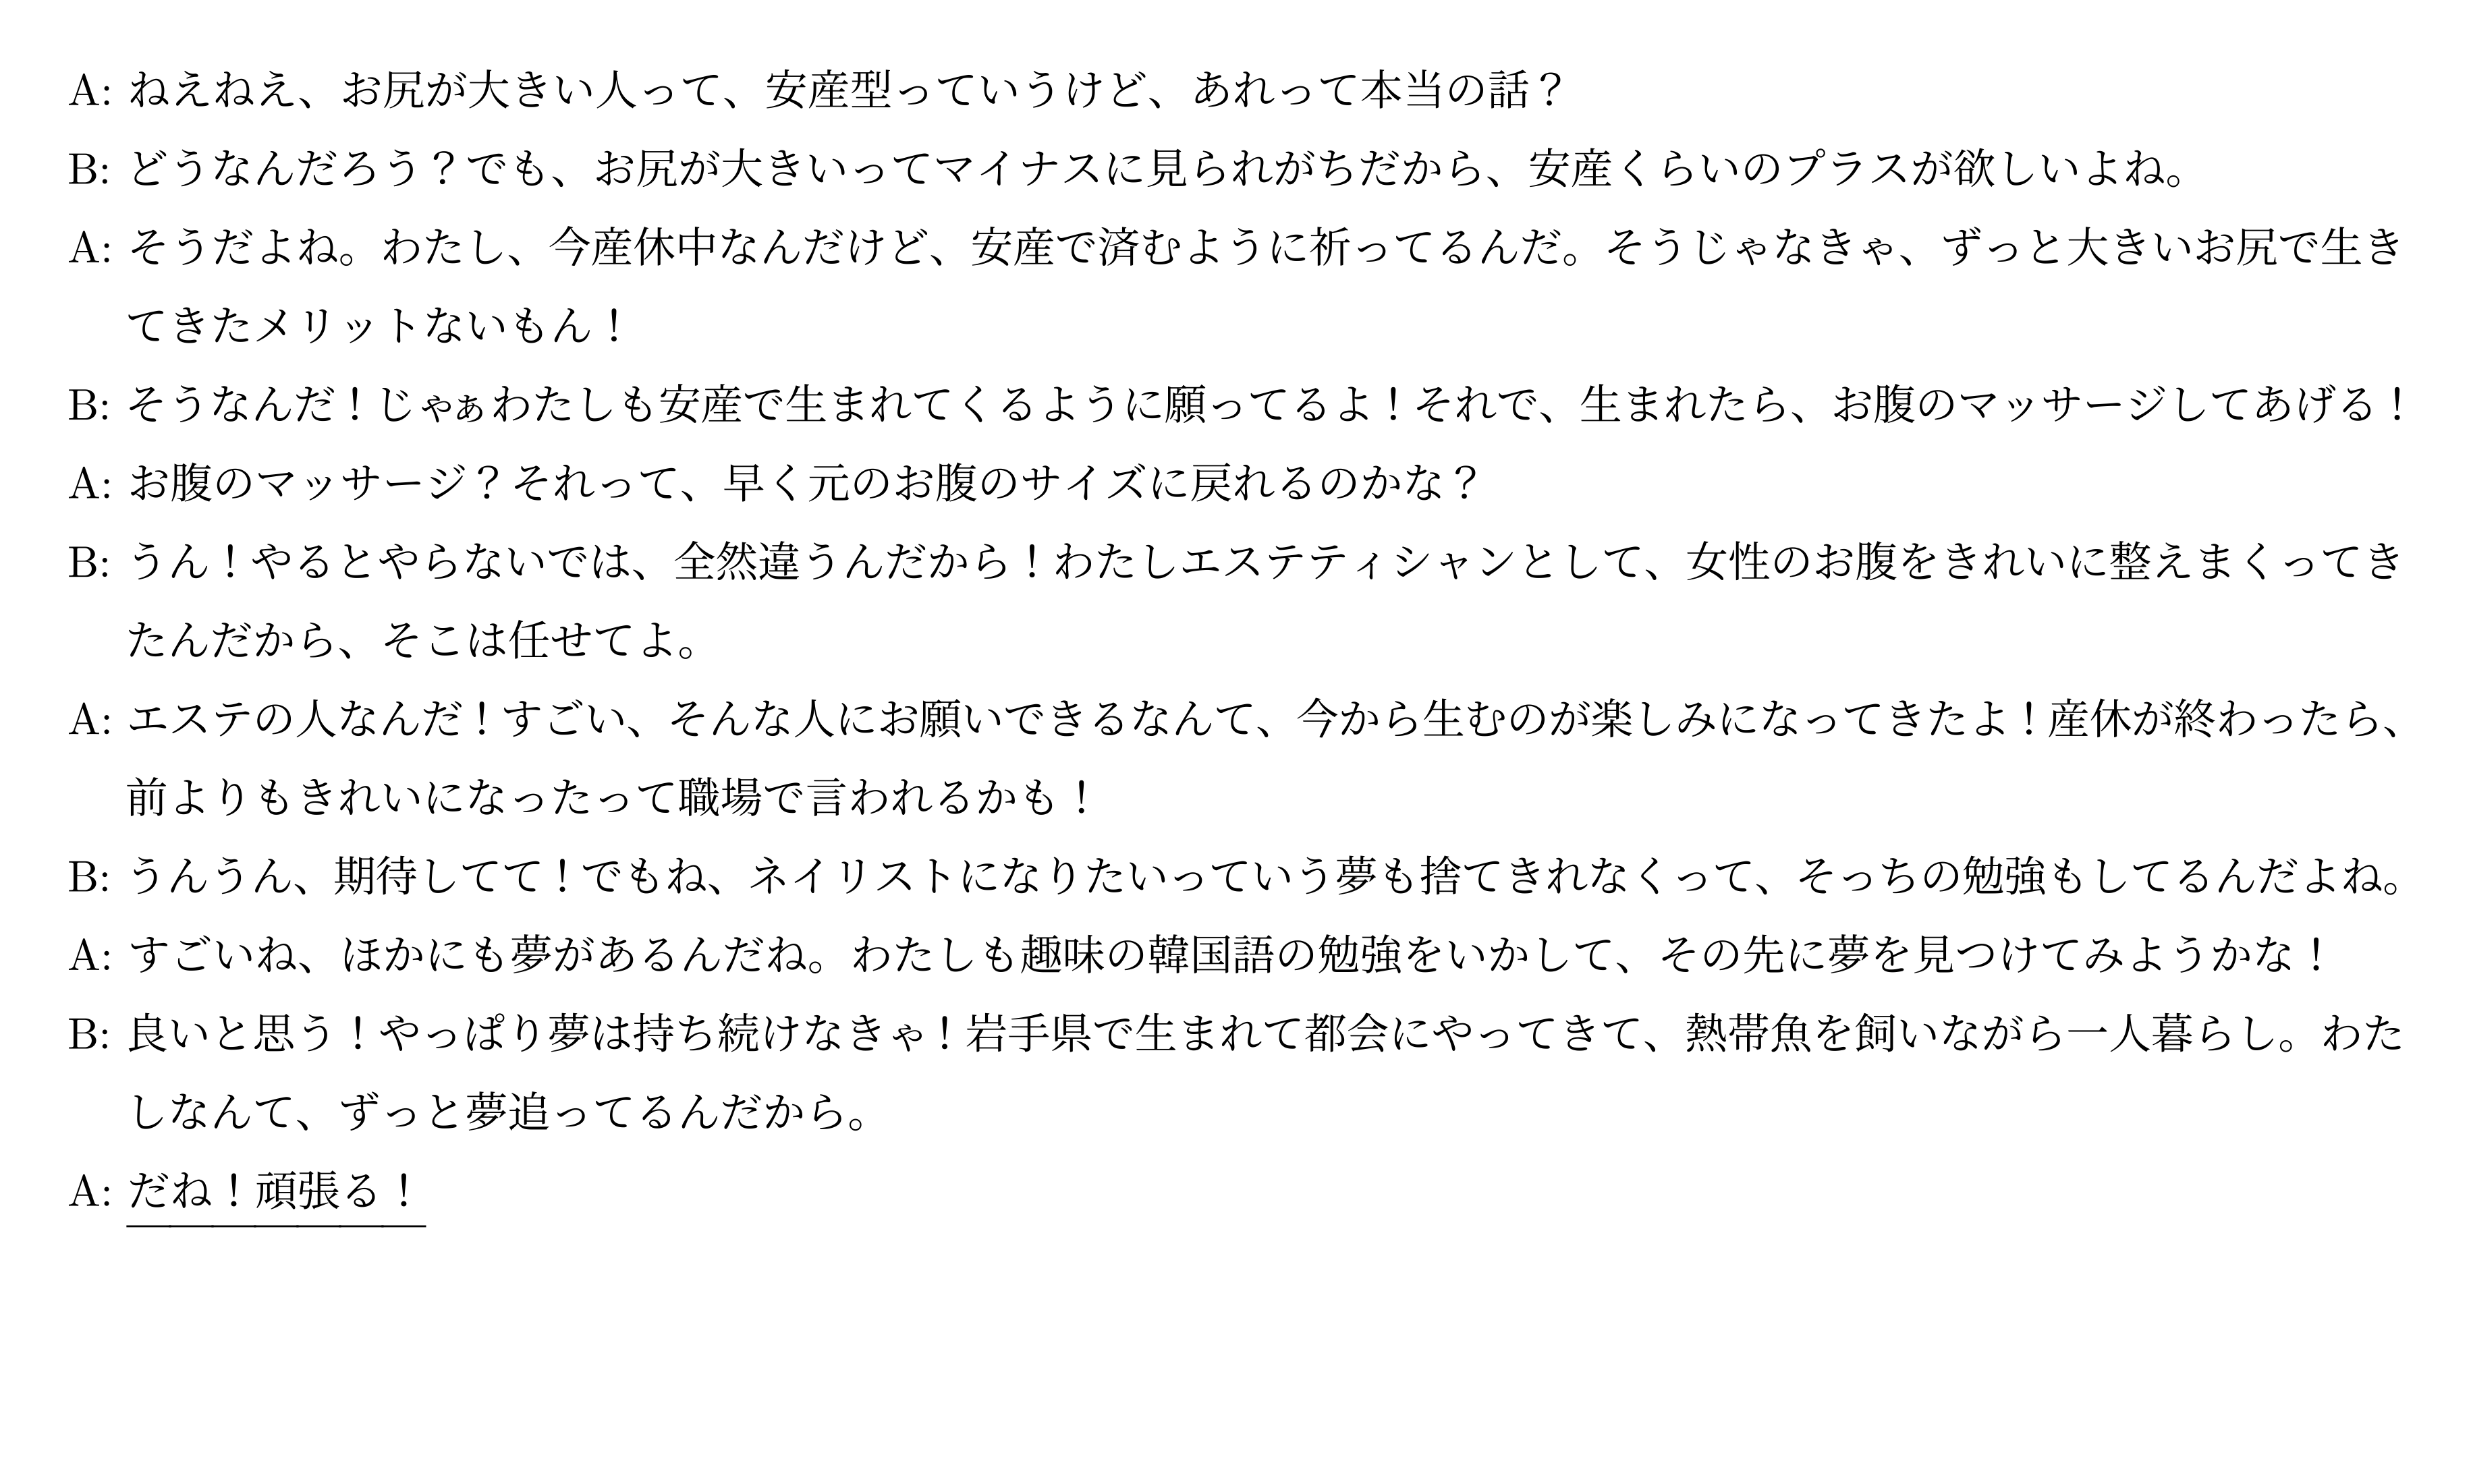 A: ねえねえ、お尻が大きい人って、安産型っていうけど、あれって本当の話？
B: どうなんだろう？でも、お尻が大きいってマイナスに見られがちだから、安産くらいのプラスが欲しいよね。
A: そうだよね。わたし、今産休中なんだけど、安産で済むように祈ってるんだ。そうじゃなきゃ、ずっと大きいお尻で生き
てきたメリットないもん！
B: そうなんだ！じゃぁわたしも安産で生まれてくるように願ってるよ！それで、生まれたら、お腹のマッサージしてあげる！
A: お腹のマッサージ？それって、早く元のお腹のサイズに戻れるのかな？
B: うん！やるとやらないでは、全然違うんだから！わたしエステティシャンとして、女性のお腹をきれいに整えまくってき
たんだから、そこは任せてよ。
A: エステの人なんだ！すごい、そんな人にお願いできるなんて、今から生むのが楽しみになってきたよ！産休が終わったら、
前よりもきれいになったって職場で言われるかも！
B: うんうん、期待してて！でもね、ネイリストになりたいっていう夢も捨てきれなくって、そっちの勉強もしてるんだよね。
A: すごいね、ほかにも夢があるんだね。わたしも趣味の韓国語の勉強をいかして、その先に夢を見つけてみようかな！
B: 良いと思う！やっぱり夢は持ち続けなきゃ！岩手県で生まれて都会にやってきて、熱帯魚を飼いながら一人暮らし。わた
しなんて、ずっと夢追ってるんだから。
A: だね！頑張る！